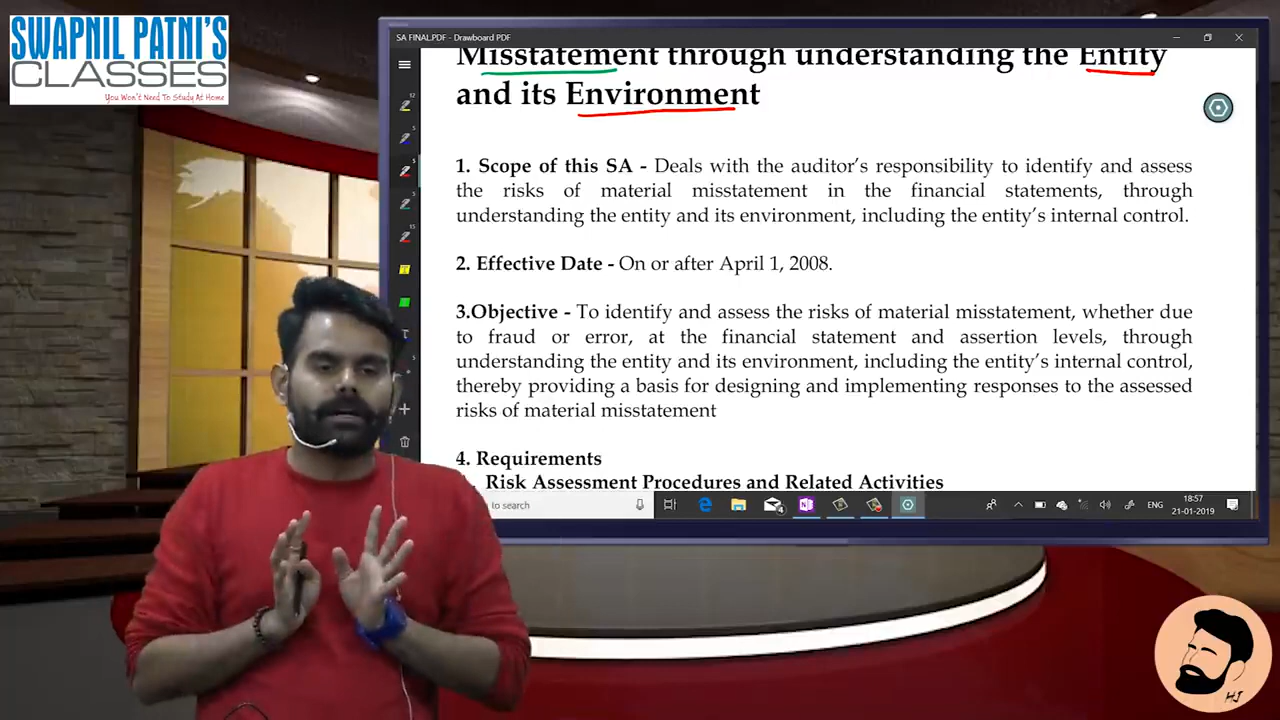 SWAPNIL PATNI'S
CLASSES
You Won't Need To Study At Home
SA FINAL.PDF - Drawboard PDF
Misstatement through understanding the Entity
and its Environment
1. Scope of this SA - Deals with the auditor's responsibility to identify and assess
the risks of material misstatement in the financial statements, through
understanding the entity and its environment, including the entity's internal control.
2. Effective Date - On or after April 1, 2008.
3.Objective - To identify and assess the risks of material misstatement, whether due
to fraud or error, at the financial statement and assertion levels, through
understanding the entity and its environment, including the entity's internal control,
thereby providing a basis for designing and implementing responses to the assessed
risks of material misstatement
4. Requirements
Risk Assessment Procedures and Related Activities
to search
ENG
18:57
21-01-2019
HJ